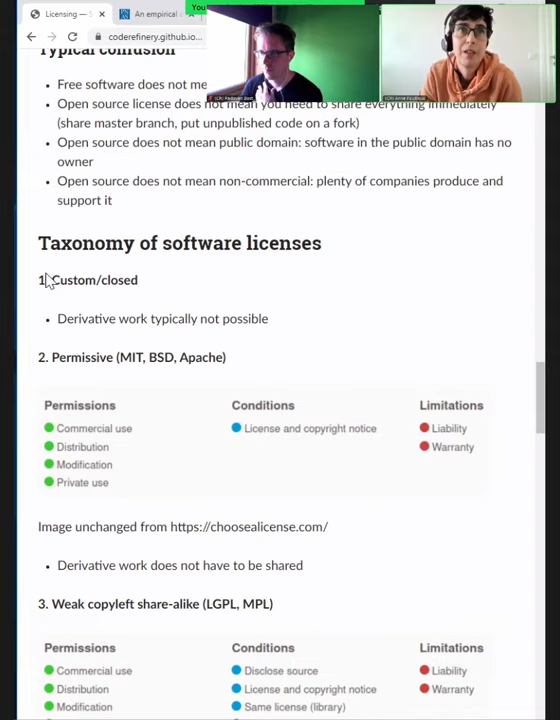 You
Licensing — S
An empirical s
coderefinery.github.io...
Typical confusion
Free software does not me
Open source license does not mean you need to share everything immediately
(share master branch, put unpublished code on a fork)
Open source does not mean public domain: software in the public domain has no
owner
Open source does not mean non-commercial: plenty of companies produce and
support it
Taxonomy of software licenses
1. Custom/closed
Derivative work typically not possible
2. Permissive (MIT, BSD, Apache)
Permissions Conditions Limitations
Commercial use License and copyright notice Liability
Distribution Warranty
Modification
Private use
Image unchanged from https://choosealicense.com/
Derivative work does not have to be shared
3. Weak copyleft share-alike (LGPL, MPL)
Permissions Conditions Limitations
Commercial use Disclose source Liability
Distribution License and copyright notice Warranty
Modification Same license (library)